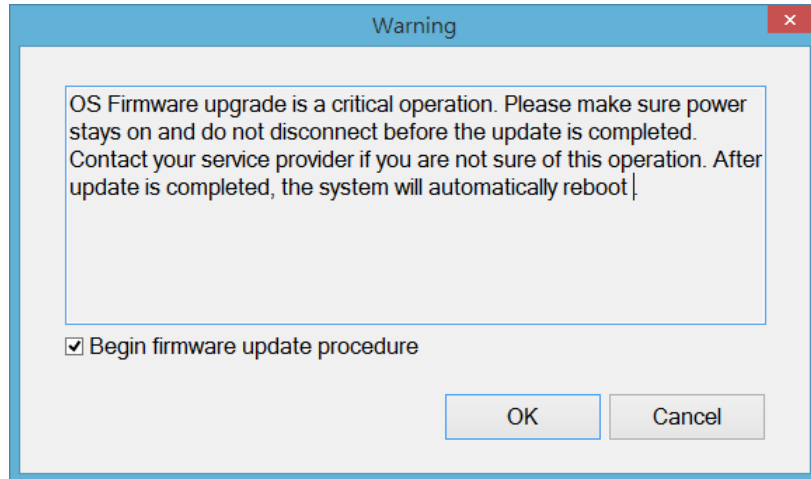 Warning
OS Firmware upgrade is a critical operation. Please make sure power
stays on and do not disconnect before the update is completed.
Contact your service provider if you are not sure of this operation. After
update is completed, the system will automatically reboot .
Begin firmware update procedure
OK
Cancel